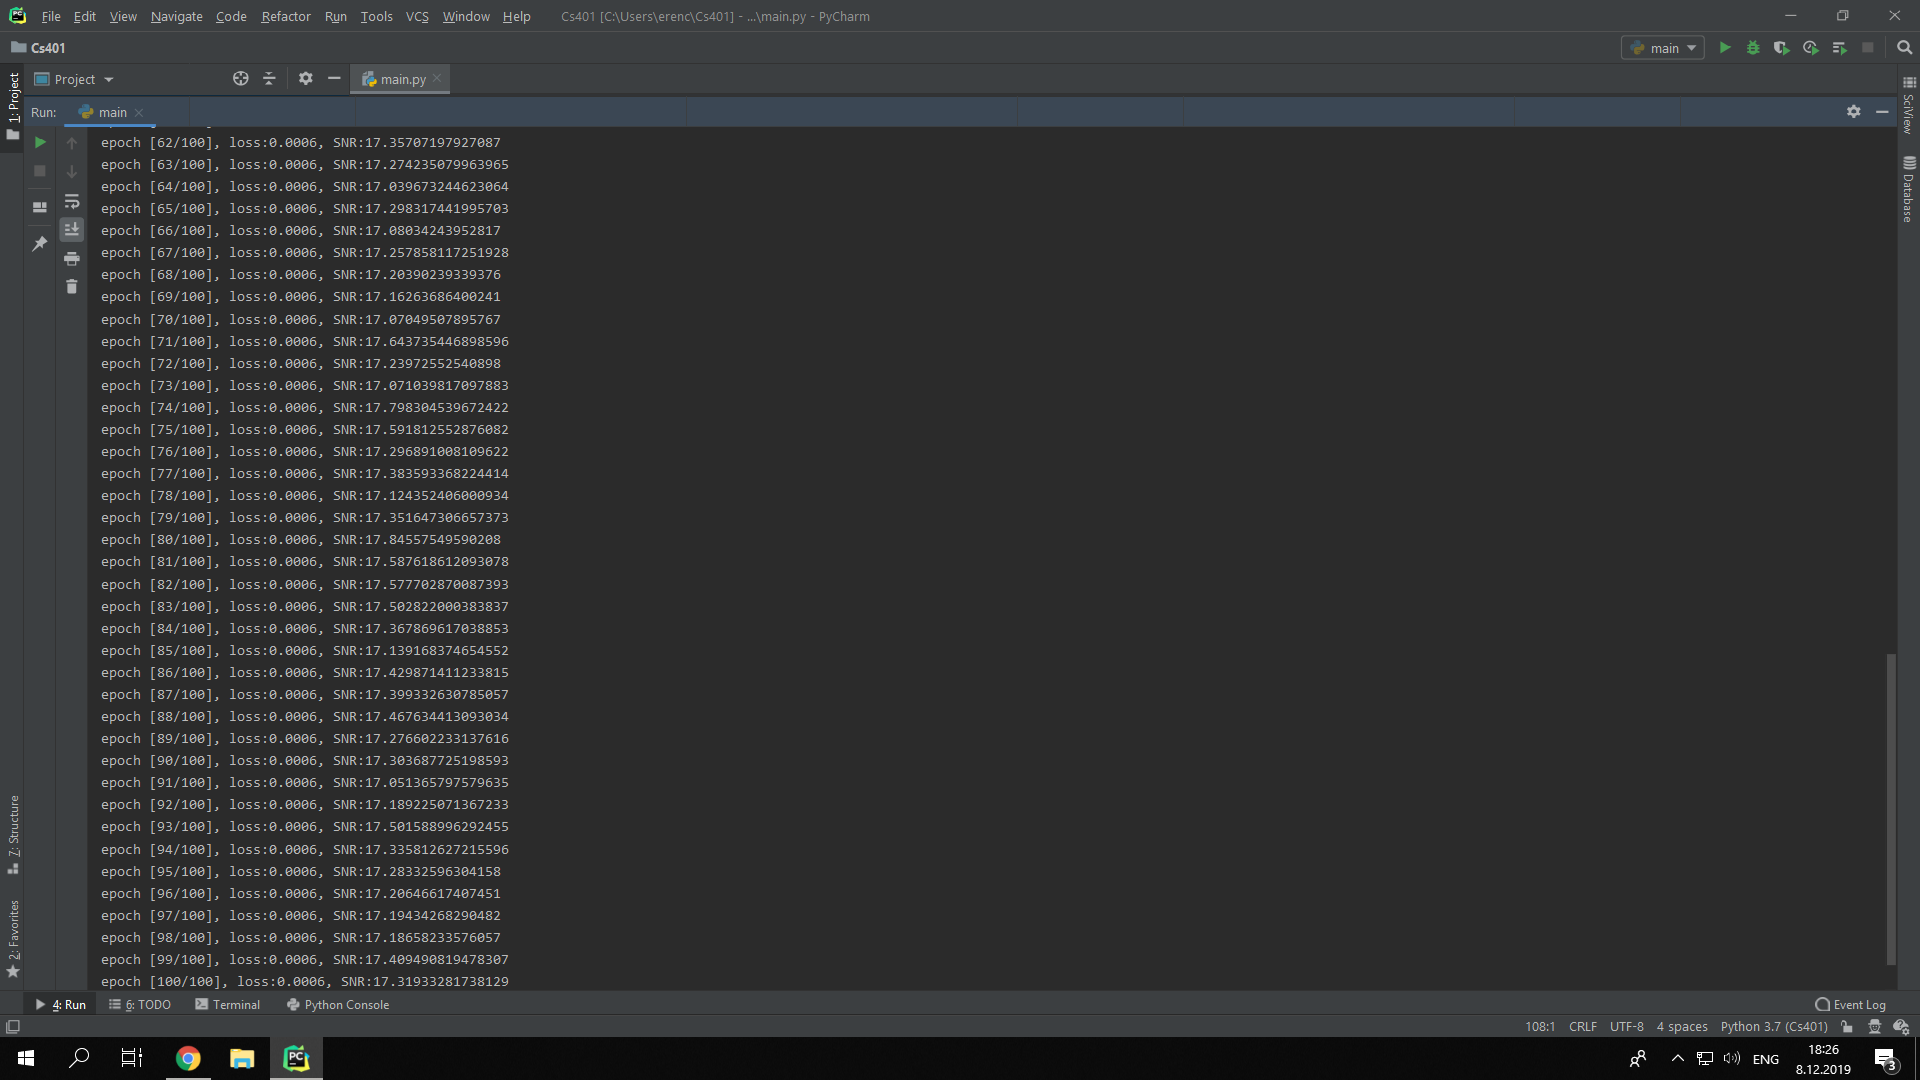 File Edit View Navigate Code Refactor Run Tools VCS Window Help Cs401 [C:\Users\erenc\Cs401] - ...\main.py - PyCharm
Cs401 main
Project main.py
Run: main
epoch [62/100], loss:0.0006, SNR:17.35707197927087
epoch [63/100], loss:0.0006, SNR:17.274235079963965
epoch [64/100], loss:0.0006, SNR:17.039673244623064
epoch [65/100], loss:0.0006, SNR:17.298317441995703
epoch [66/100], loss:0.0006, SNR:17.08034243952817
epoch [67/100], loss:0.0006, SNR:17.257858117251928
epoch [68/100], loss:0.0006, SNR:17.20390239339376
epoch [69/100], loss:0.0006, SNR:17.16263686400241
epoch [70/100], loss:0.0006, SNR:17.07049507895767
epoch [71/100], loss:0.0006, SNR:17.643735446898596
epoch [72/100], loss:0.0006, SNR:17.23972552540898
epoch [73/100], loss:0.0006, SNR:17.071039817097883
epoch [74/100], loss:0.0006, SNR:17.798304539672422
epoch [75/100], loss:0.0006, SNR:17.591812552876082
epoch [76/100], loss:0.0006, SNR:17.296891008109622
epoch [77/100], loss:0.0006, SNR:17.383593368224414
epoch [78/100], loss:0.0006, SNR:17.124352406000934
epoch [79/100], loss:0.0006, SNR:17.351647306657373
epoch [80/100], loss:0.0006, SNR:17.84557549590208
epoch [81/100], loss:0.0006, SNR:17.587618612093078
epoch [82/100], loss:0.0006, SNR:17.577702870087393
epoch [83/100], loss:0.0006, SNR:17.502822000383837
epoch [84/100], loss:0.0006, SNR:17.367869617038853
epoch [85/100], loss:0.0006, SNR:17.139168374654552
epoch [86/100], loss:0.0006, SNR:17.429871411233815
epoch [87/100], loss:0.0006, SNR:17.399332630785057
epoch [88/100], loss:0.0006, SNR:17.467634413093034
epoch [89/100], loss:0.0006, SNR:17.276602233137616
epoch [90/100], loss:0.0006, SNR:17.303687725198593
epoch [91/100], loss:0.0006, SNR:17.051365797579635
epoch [92/100], loss:0.0006, SNR:17.189225071367233
epoch [93/100], loss:0.0006, SNR:17.501588996292455
epoch [94/100], loss:0.0006, SNR:17.335812627215596
epoch [95/100], loss:0.0006, SNR:17.28332596304158
epoch [96/100], loss:0.0006, SNR:17.20646617407451
epoch [97/100], loss:0.0006, SNR:17.19434268290482
epoch [98/100], loss:0.0006, SNR:17.18658233576057
epoch [99/100], loss:0.0006, SNR:17.409490819478307
epoch [100/100], loss:0.0006, SNR:17.31933281738129
1: Project
7: Structure
2: Favorites
SciView
Database
4: Run 6: TODO Terminal Python Console Event Log
108:1 CRLF UTF-8 4 spaces Python 3.7 (Cs401)
ENG 18:26
8.12.2019 3